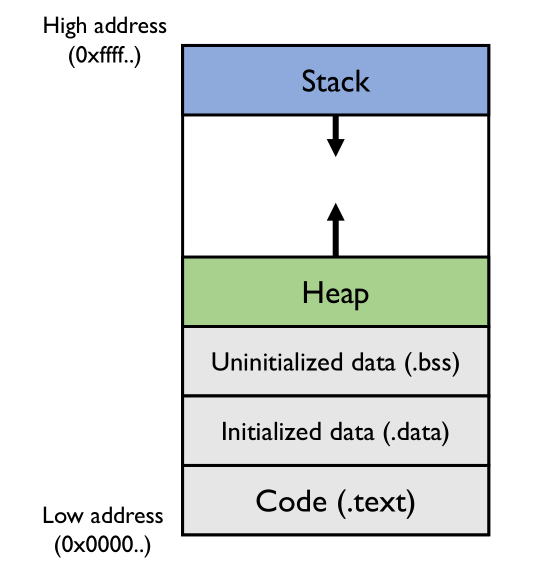 High address
(0xffff..)
Stack
Heap
Uninitialized data (.bss)
Initialized data (.data)
Code (.text)
Low address
(0x0000..)